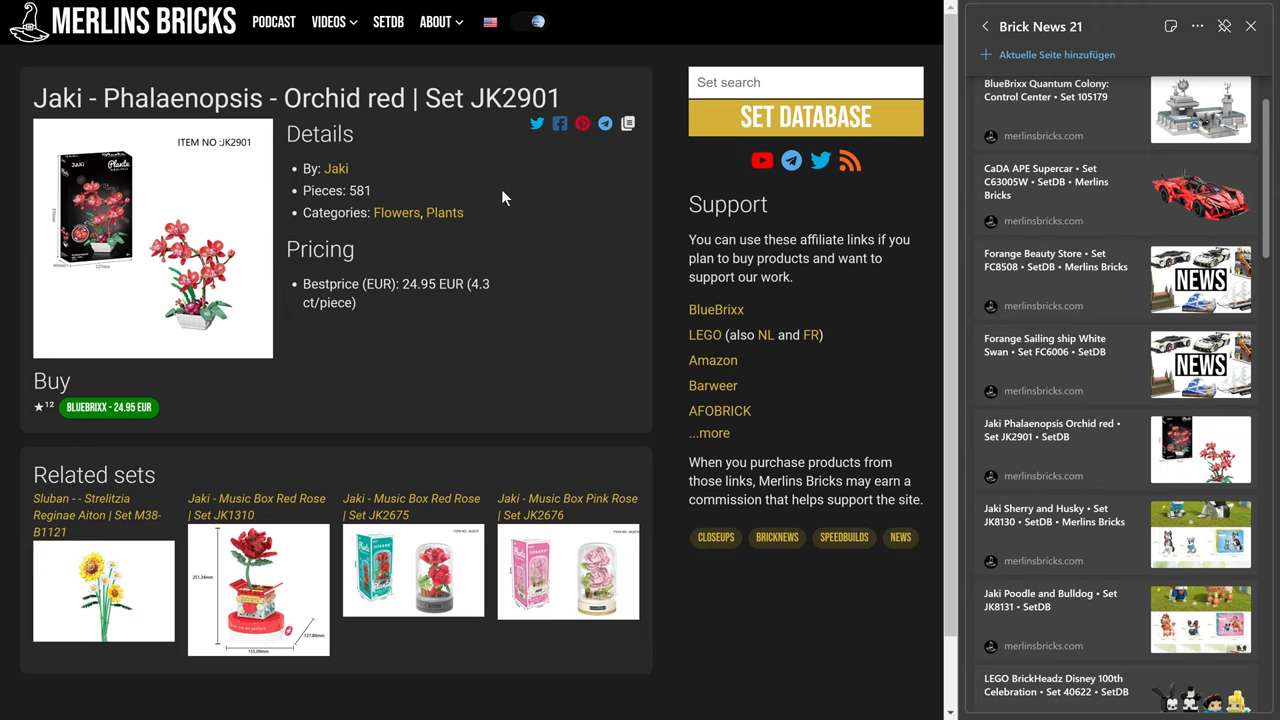 MERLINS BRICKS
PODCAST
VIDEOS
SETDB
ABOUT
Jaki - Phalaenopsis - Orchid red | Set JK2901
ITEM NO :JK2901
JAKI
Plants
227mm
Details
By: Jaki
Pieces: 581
Categories: Flowers, Plants
Pricing
Bestprice (EUR): 24.95 EUR (4.3
ct/piece)
Buy
★12
BLUEBRIXX - 24.95 EUR
Related sets
Sluban - - Strelitzia
Reginae Aiton | Set M38-
B1121
Jaki - Music Box Red Rose
| Set JK1310
251.34mm
127.80mm
155.09mm
Jaki - Music Box Red Rose
| Set JK2675
Jaki - Music Box Pink Rose
| Set JK2676
Set search
SET DATABASE
Support
You can use these affiliate links if you
plan to buy products and want to
support our work.
BlueBrixx
LEGO (also NL and FR)
Amazon
Barweer
AFOBRICK
...more
When you purchase products from
those links, Merlins Bricks may earn a
commission that helps support the site.
CLOSEUPS
BRICKNEWS
SPEEDBUILDS
NEWS
Brick News 21
Aktuelle Seite hinzufügen
BlueBrixx Quantum Colony:
Control Center • Set 105179
merlinsbricks.com
CaDA APE Supercar • Set
C63005W • SetDB • Merlins
Bricks
merlinsbricks.com
Forange Beauty Store • Set
FC8508 • SetDB • Merlins Bricks
merlinsbricks.com
NEWS
Forange Sailing ship White
Swan • Set FC6006 • SetDB
merlinsbricks.com
NEWS
Jaki Phalaenopsis Orchid red •
Set JK2901 • SetDB
merlinsbricks.com
Jaki Sherry and Husky • Set
JK8130 • SetDB • Merlins Bricks
merlinsbricks.com
Jaki Poodle and Bulldog • Set
JK8131 • SetDB
merlinsbricks.com
LEGO BrickHeadz Disney 100th
Celebration • Set 40622 • SetDB